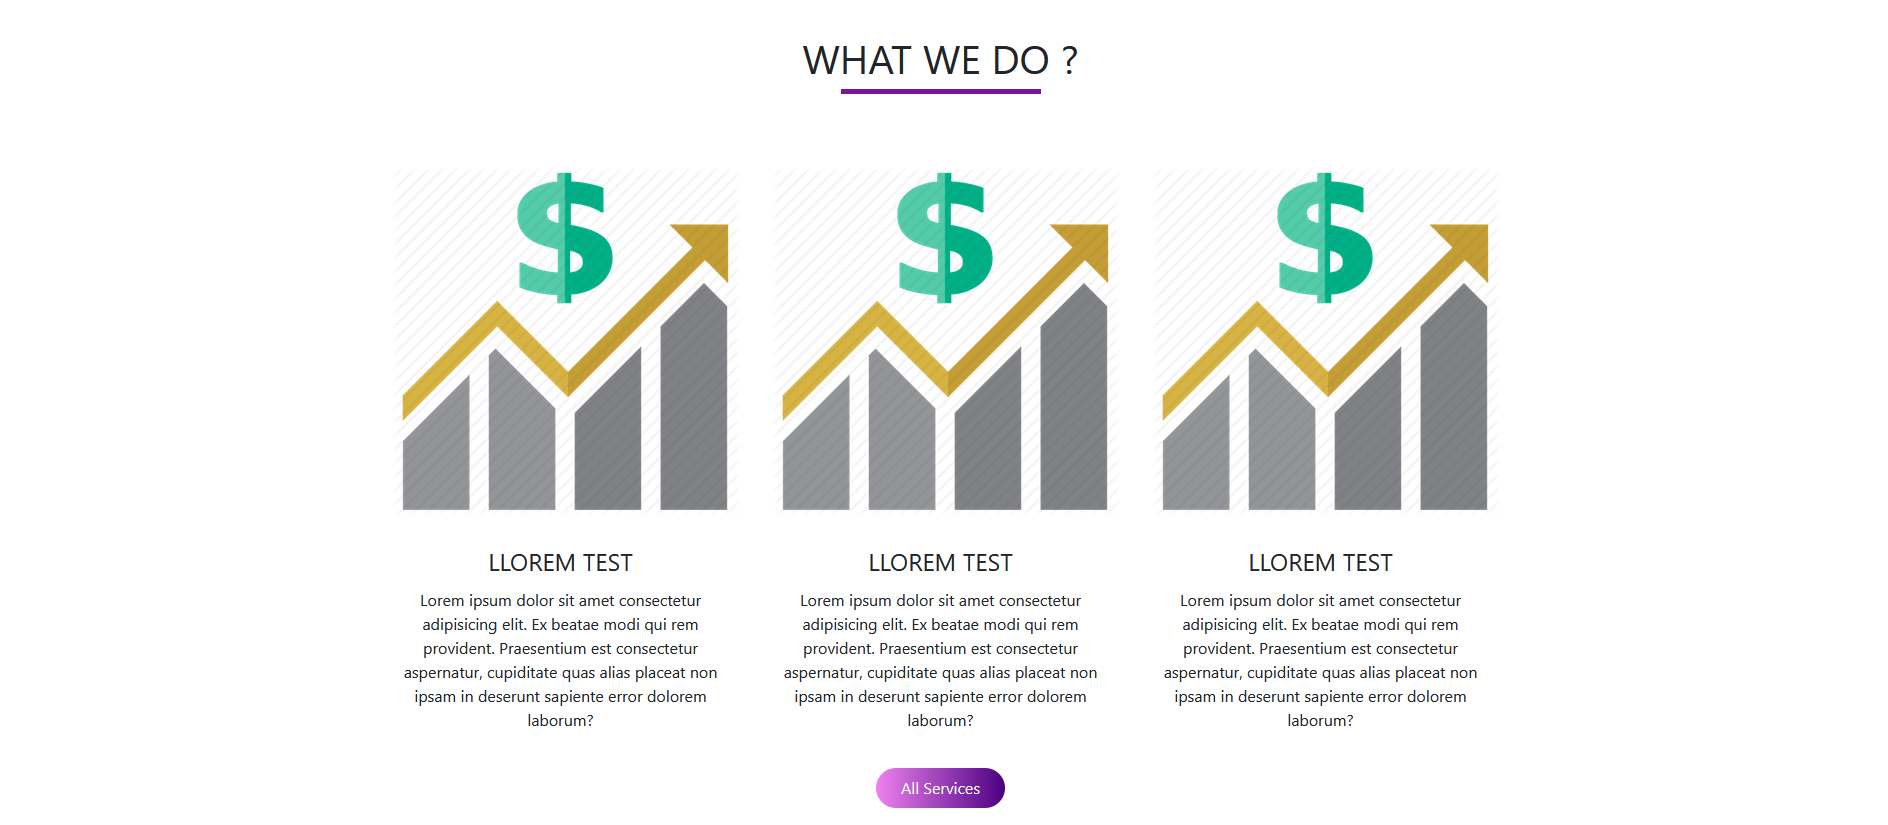 WHAT WE DO ?
$
$
$
LLOREM TEST
Lorem ipsum dolor sit amet consectetur
adipisicing elit. Ex beatae modi qui rem
provident. Praesentium est consectetur
aspernatur, cupiditate quas alias placeat non
ipsam in deserunt sapiente error dolorem
laborum?
LLOREM TEST
Lorem ipsum dolor sit amet consectetur
adipisicing elit. Ex beatae modi qui rem
provident. Praesentium est consectetur
aspernatur, cupiditate quas alias placeat non
ipsam in deserunt sapiente error dolorem
laborum?
LLOREM TEST
Lorem ipsum dolor sit amet consectetur
adipisicing elit. Ex beatae modi qui rem
provident. Praesentium est consectetur
aspernatur, cupiditate quas alias placeat non
ipsam in deserunt sapiente error dolorem
laborum?
All Services